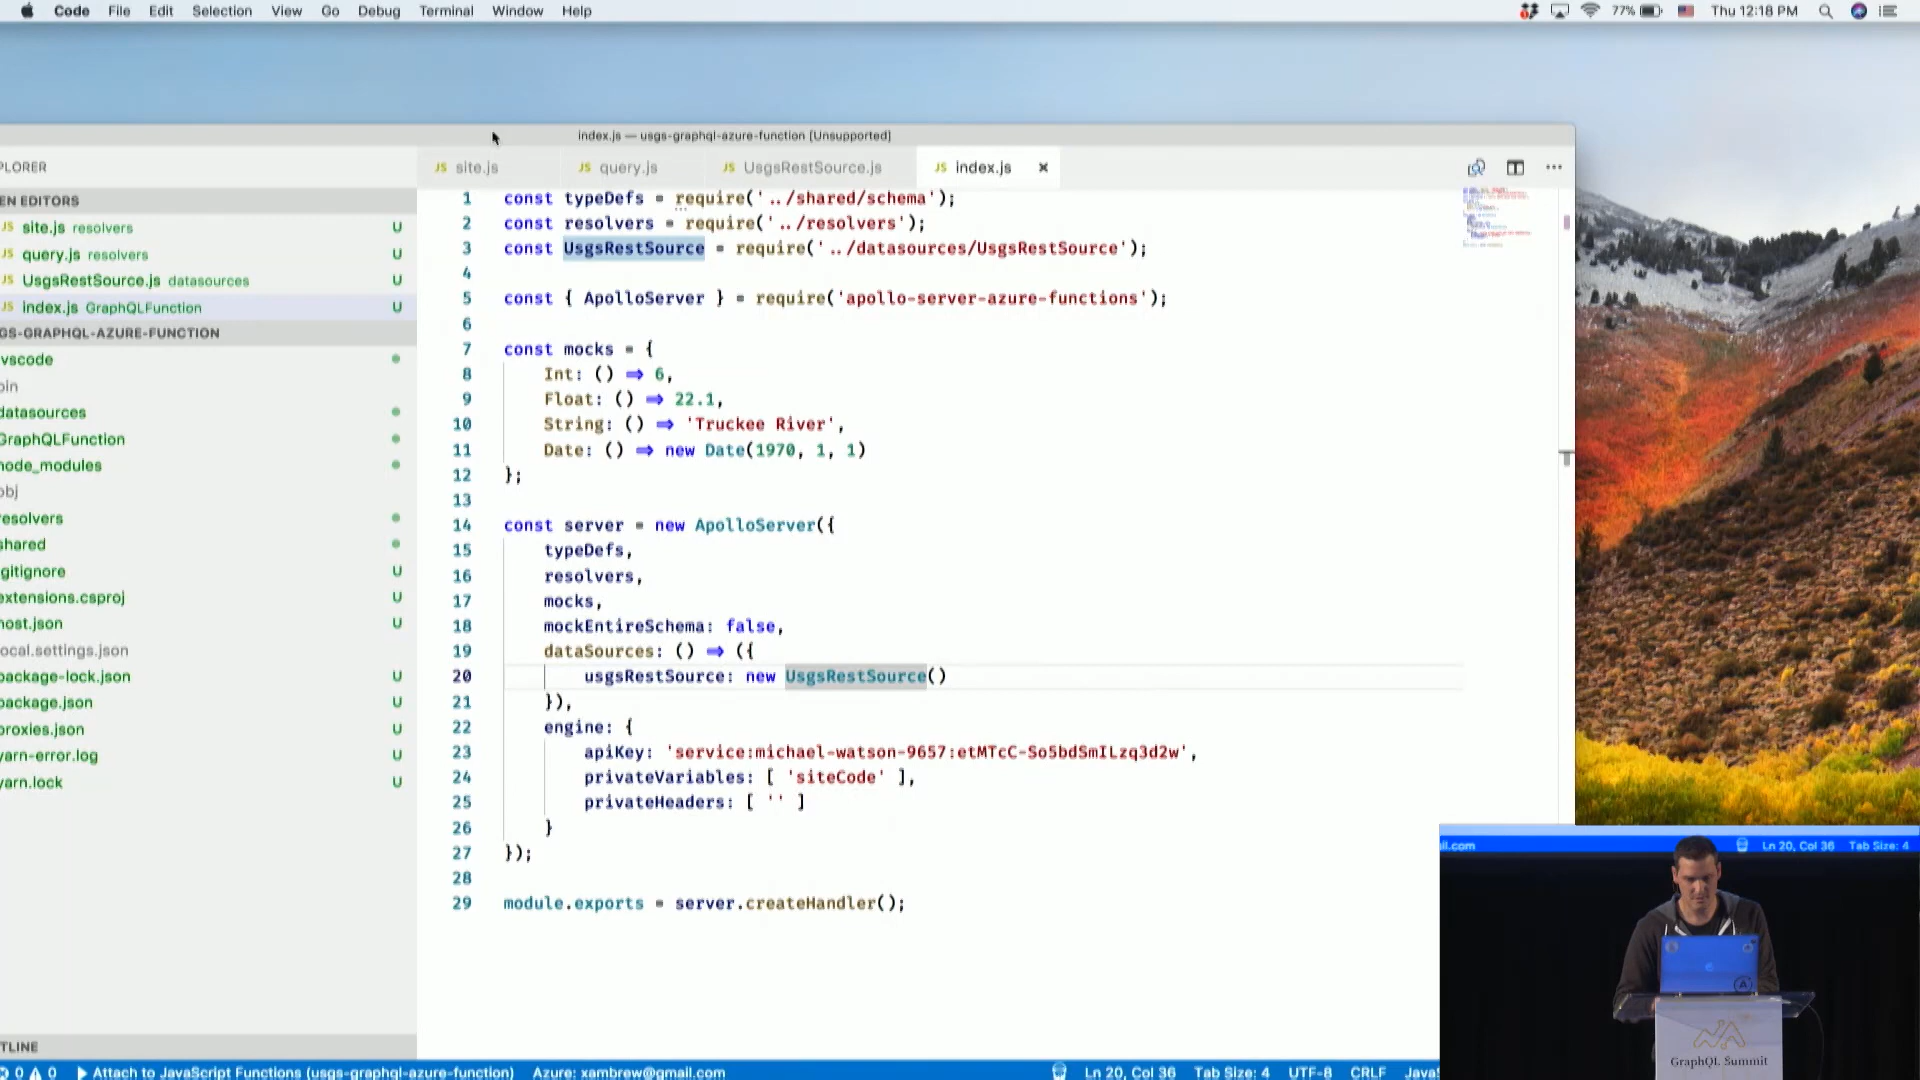 Code File Edit Selection View Go Debug Terminal Window Help
77% Thu 12:18 PM
index.js — usgs-graphql-azure-function [Unsupported]
PLORER
JS site.js JS query.js JS UsgsRestSource.js JS index.js ×
EN EDITORS
JS site.js resolvers U
JS query.js resolvers U
JS UsgsRestSource.js datasources U
JS index.js GraphQLFunction U
GS-GRAPHQL-AZURE-FUNCTION
vscode
bin
datasources
GraphQLFunction
node_modules
obj
resolvers
shared
gitignore U
extensions.csproj U
host.json U
local.settings.json
package-lock.json U
package.json U
proxies.json U
yarn-error.log U
yarn.lock U
TLINE
1 const typeDefs = require('../shared/schema');
2 const resolvers = require('../resolvers');
3 const UsgsRestSource = require('../datasources/UsgsRestSource');
4
5 const { ApolloServer } = require('apollo-server-azure-functions');
6
7 const mocks = {
8 Int: () => 6,
9 Float: () => 22.1,
10 String: () => 'Truckee River',
11 Date: () => new Date(1970, 1, 1)
12 };
13
14 const server = new ApolloServer({
15 typeDefs,
16 resolvers,
17 mocks,
18 mockEntireSchema: false,
19 dataSources: () => ({
20 usgsRestSource: new UsgsRestSource()
21 }),
22 engine: {
23 apiKey: 'service:michael-watson-9657:etMTcC-So5bdSmILzq3d2w',
24 privateVariables: [ 'siteCode' ],
25 privateHeaders: [ '' ]
26 }
27 });
28
29 module.exports = server.createHandler();
0 0 Attach to JavaScript Functions (usgs-graphql-azure-function) Azure: xambrew@gmail.com Ln 20, Col 36 Tab Size: 4 UTF-8 CRLF JavaS
il.com Ln 20, Col 36 Tab Size: 4
GraphQL Summit